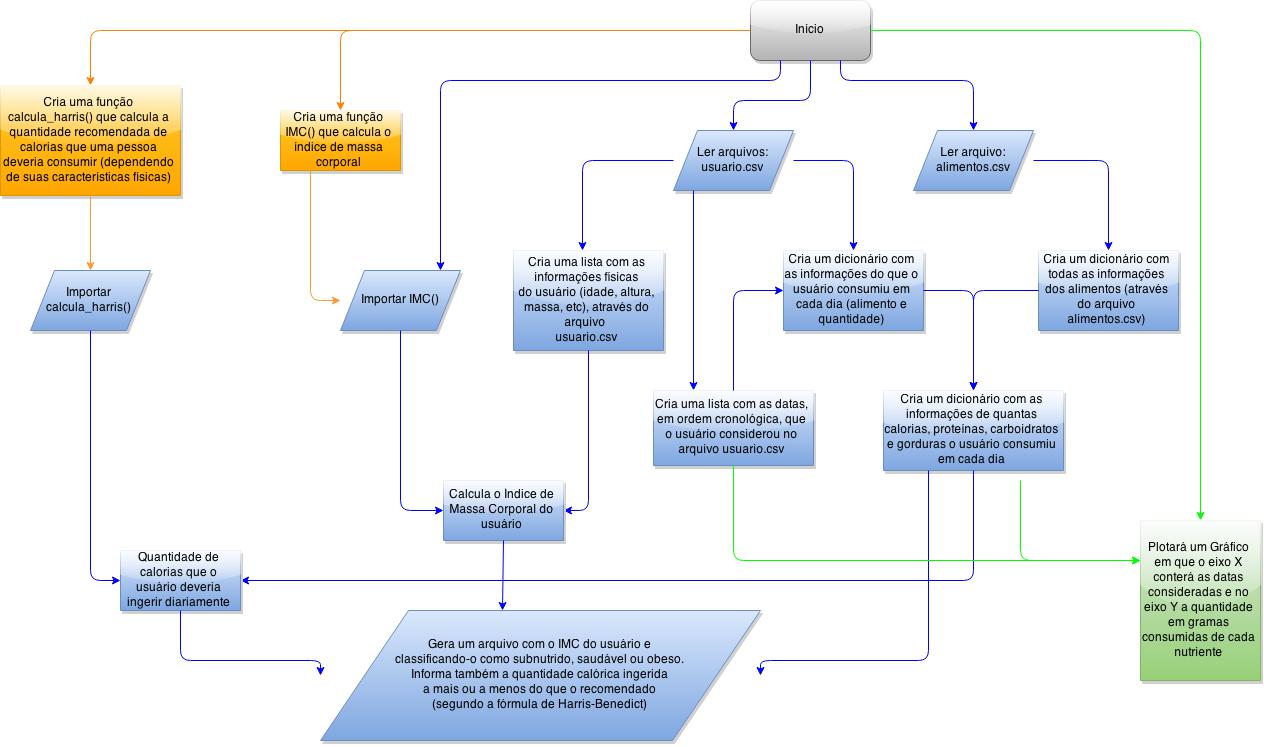 Inicio
Cria uma função
calcula_harris() que calcula a
quantidade recomendada de
calorias que uma pessoa
deveria consumir (dependendo
de suas características fisicas)
Cria uma função
IMC() que calcula o
indice de massa
corporal
Ler arquivos:
usuario.csv
Ler arquivo:
alimentos.csv
Importar
calcula_harris()
Importar IMC()
Cria uma lista com as
informações fisicas
do usuário (idade, altura,
massa, etc), através do
arquivo
usuario.csv
Cria um dicionário com
as informações do que o
usuário consumiu em
cada dia (alimento e
quantidade)
Cria um dicionário com
todas as informações
dos alimentos (através
do arquivo
alimentos.csv)
Cria uma lista com as datas,
em ordem cronológica, que
o usuário considerou no
arquivo usuario.csv
Cria um dicionário com as
informações de quantas
calorias, proteínas, carboidratos
e gorduras o usuário consumiu
em cada dia
Calcula o Indice de
Massa Corporal do
usuário
Quantidade de
calorias que o
usuário deveria
ingerir diariamente
Plotará um Gráfico
em que o eixo X
conterá as datas
consideradas e no
eixo Y a quantidade
em gramas
consumidas de cada
nutriente
Gera um arquivo com o IMC do usuário e
classificando-o como subnutrido, saudável ou obeso.
Informa também a quantidade calórica ingerida
a mais ou a menos do que o recomendado
(segundo a fórmula de Harris-Benedict)